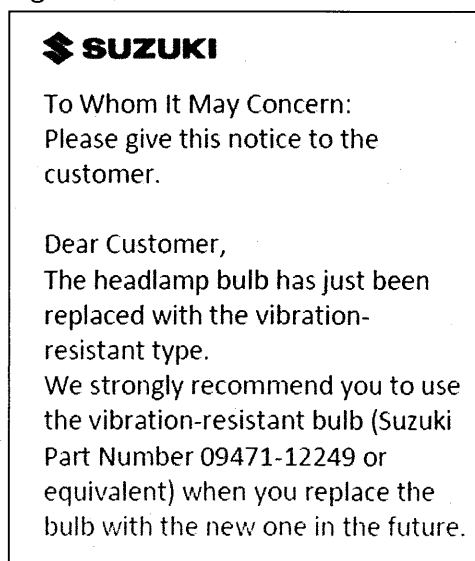 SUZUKI
To Whom It May Concern:
Please give this notice to the
customer.
Dear Customer,
The headlamp bulb has just been
replaced with the vibration-
resistant type.
We strongly recommend you to use
the vibration-resistant bulb (Suzuki
Part Number 09471-12249 or
equivalent) when you replace the
bulb with the new one in the future.